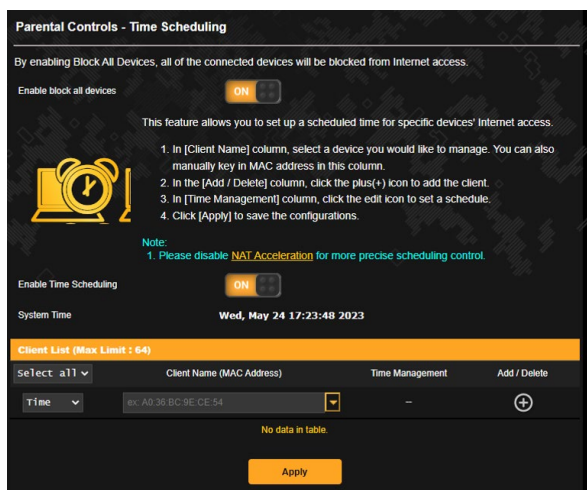 Parental Controls - Time Scheduling
By enabling Block All Devices, all of the connected devices will be blocked from Internet access.
Enable block all devices
ON
This feature allows you to set up a scheduled time for specific devices' Internet access.
1. In [Client Name] column, select a device you would like to manage. You can also
manually key in MAC address in this column.
2. In the [Add / Delete] column, click the plus(+) icon to add the client.
3. In [Time Management] column, click the edit icon to set a schedule.
4. Click [Apply] to save the configurations.
Note:
1. Please disable NAT Acceleration for more precise scheduling control.
Enable Time Scheduling
ON
System Time
Wed, May 24 17:23:48 2023
Client List (Max Limit : 64)
Select all
Client Name (MAC Address)
Time Management
Add / Delete
Time
ex: A0:36:BC:9E:CE:54
--
No data in table.
Apply